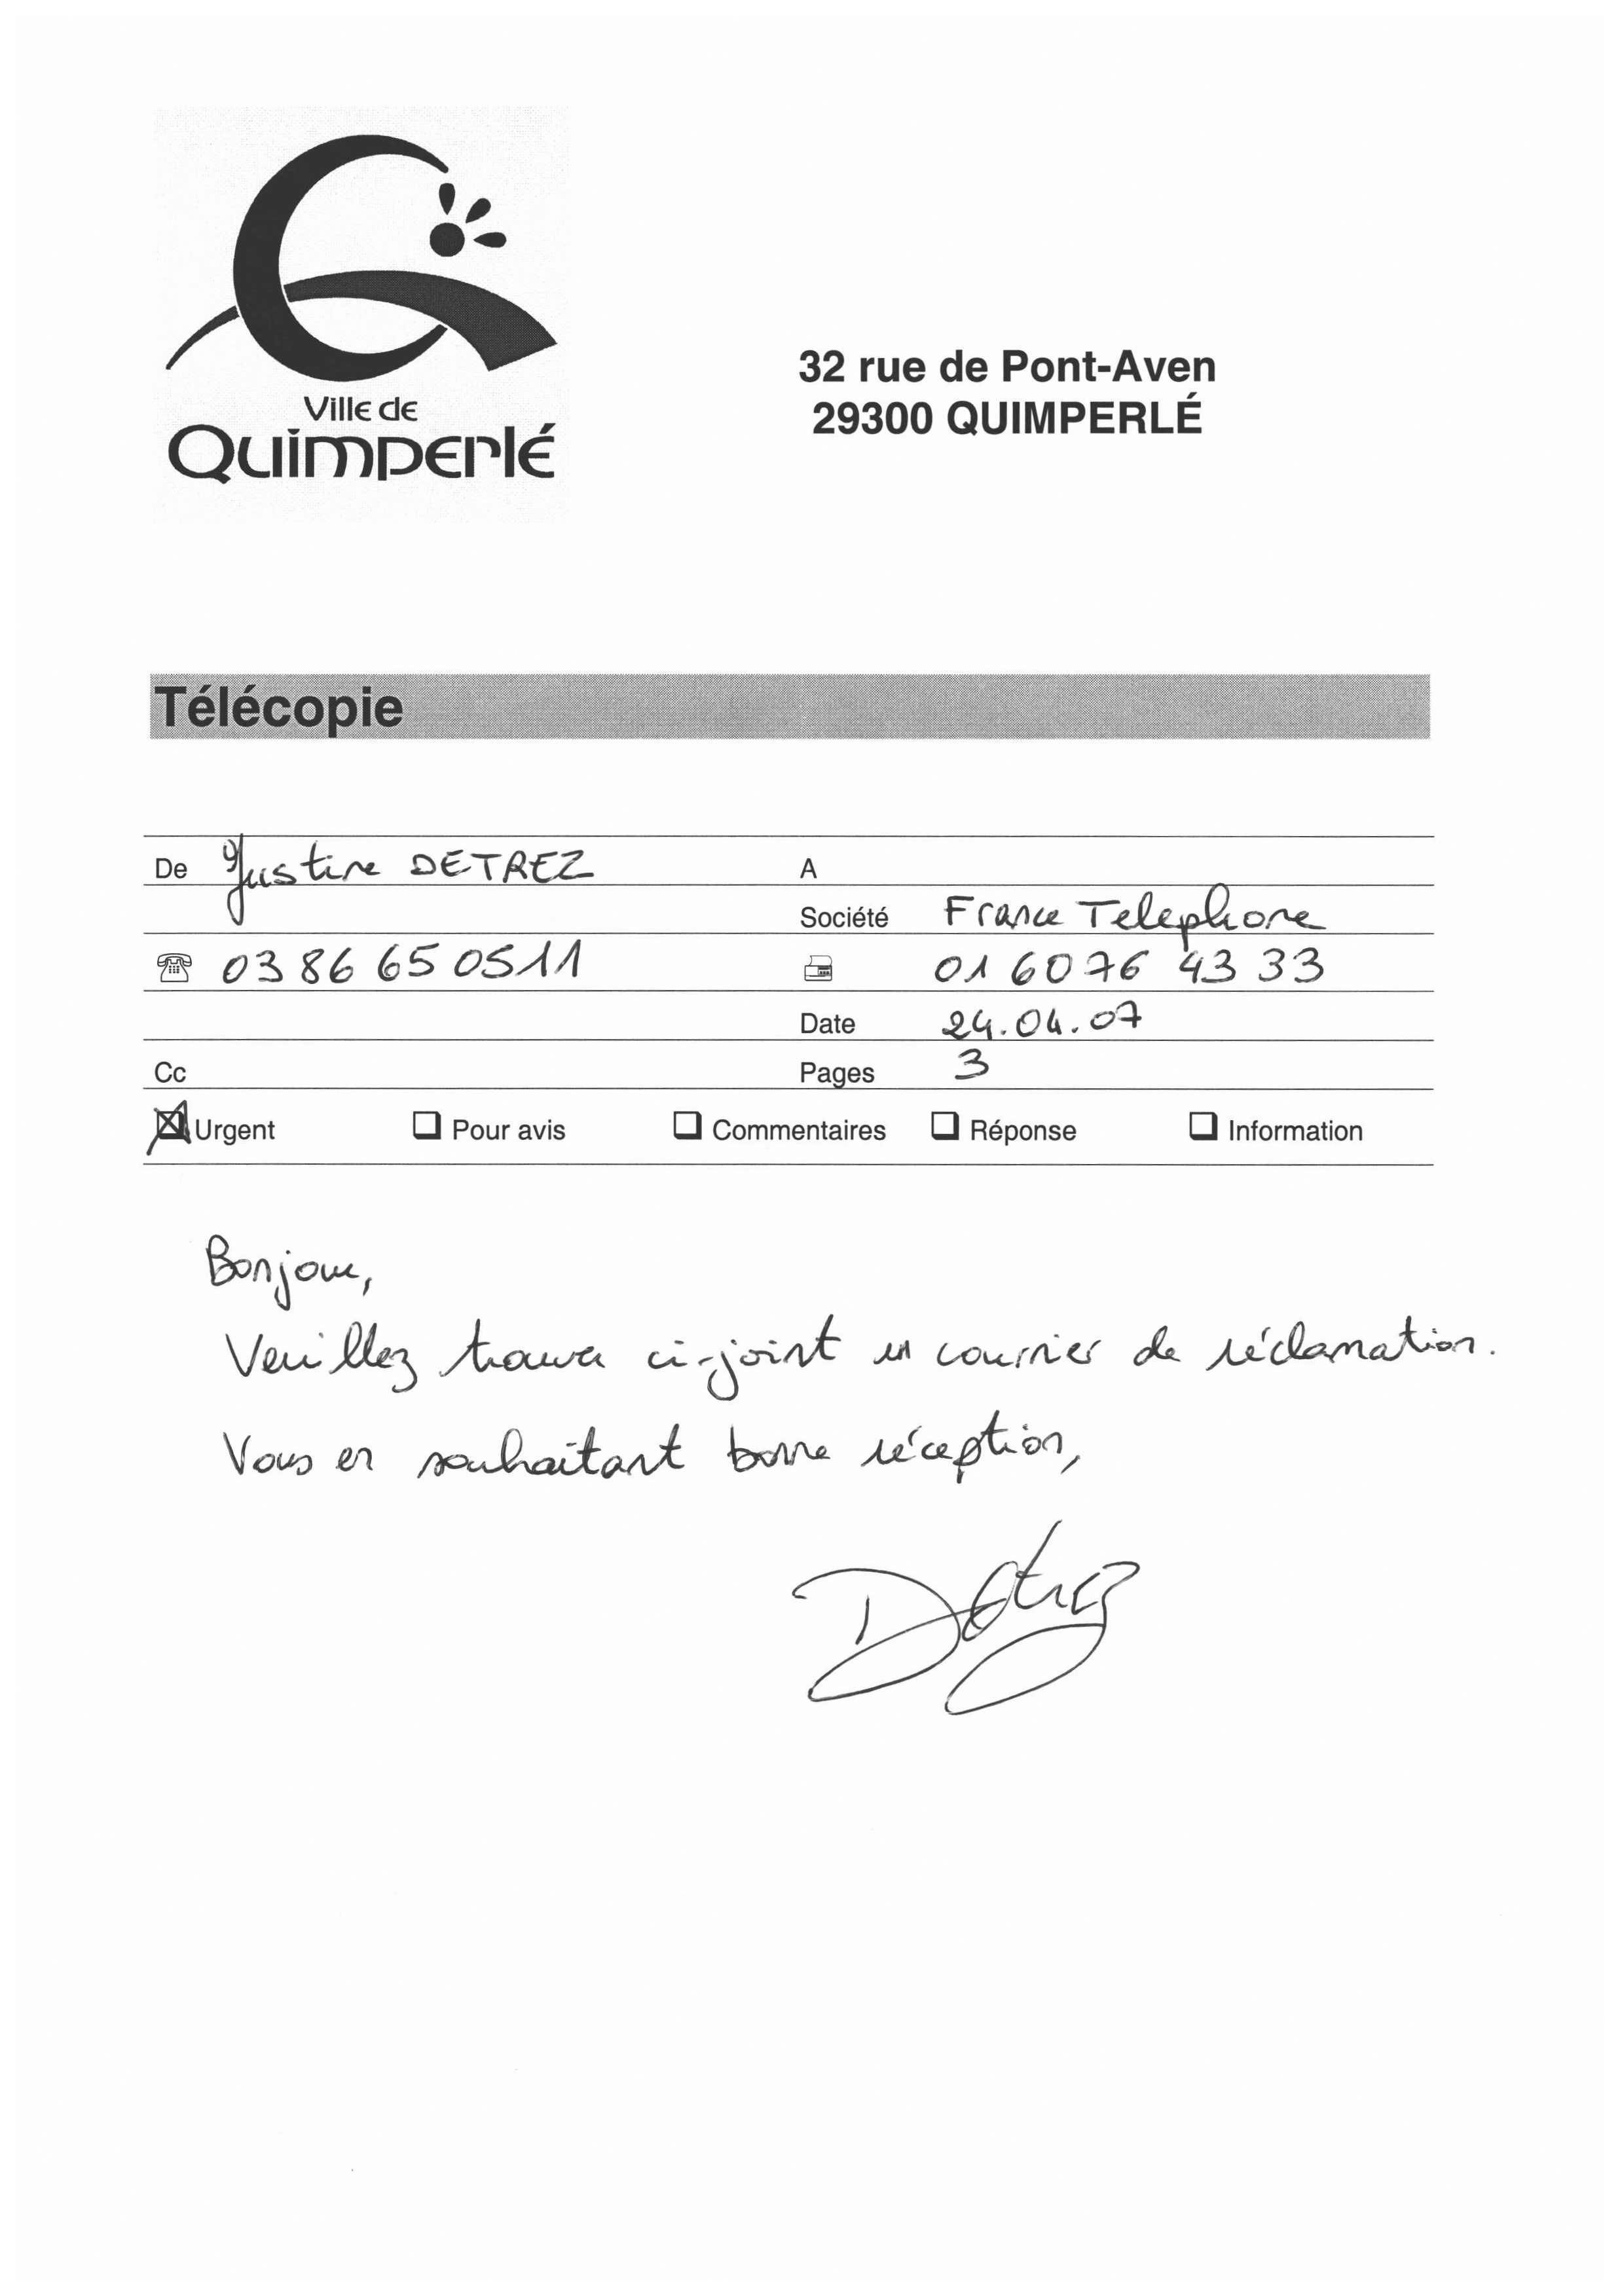 Ville de
Quimperlé
32 rue de Pont-Aven
29300 QUIMPERLÉ
Télécopie
De Justine DETREZ A
Société France Telephone
03 86 65 05 11 01 60 76 43 33
Date 24.04.07
Cc Pages 3
Urgent Pour avis Commentaires Réponse Information
Bonjour,
Veuillez trouver ci-joint un courrier de réclamation.
Vous en souhaitant bonne réception,
Detrez